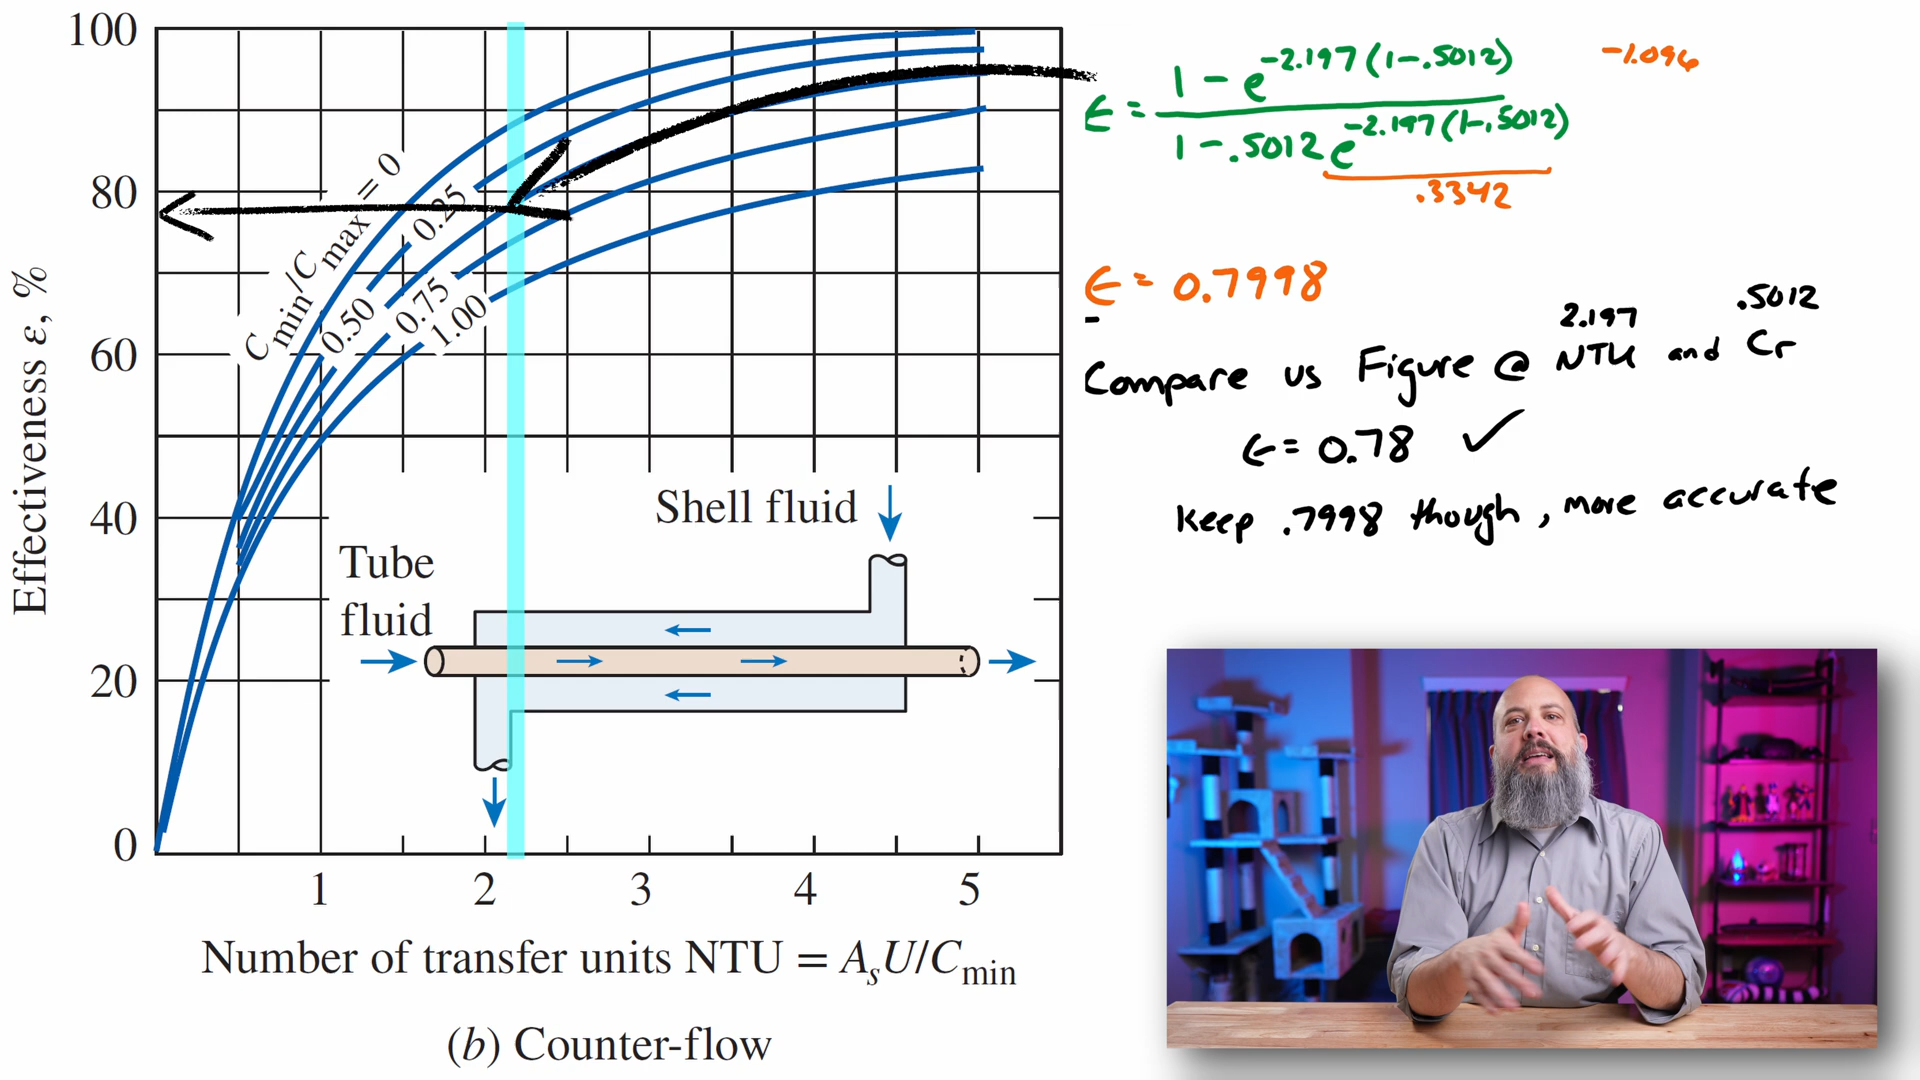 100
80
60
40
20
0
Effectiveness ε, %
Cmin/Cmax = 0
0.25
0.50
0.75
1.00
Shell fluid
Tube
fluid
1 2 3 4 5
Number of transfer units NTU = AsU/Cmin
(b) Counter-flow
1 - e^-2.197(1-.5012)
-1.096
ε =
1 - .5012 e^-2.197(1-.5012)
.3342
ε = 0.7998
2.197 .5012
Compare vs Figure @ NTU and Cr
ε = 0.78 ✓
Keep .7998 though, more accurate